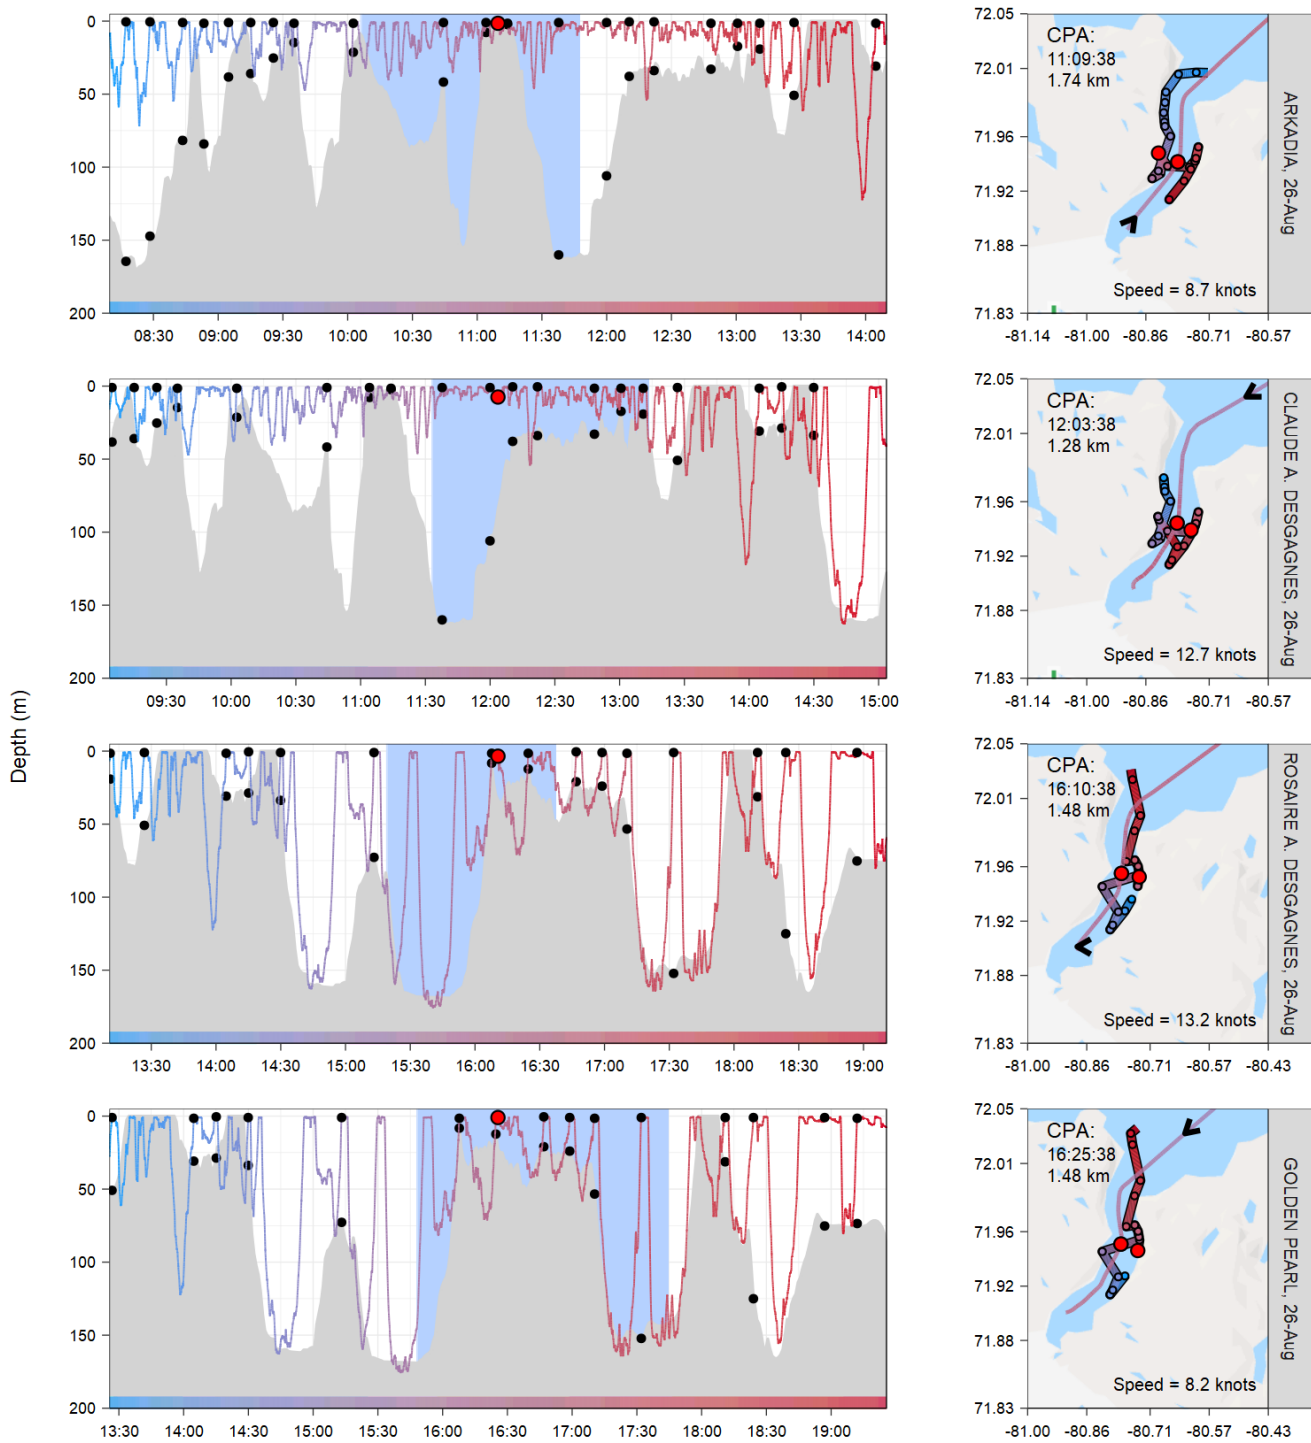 Depth (m)
0
50
100
150
200
08:30 09:00 09:30 10:00 10:30 11:00 11:30 12:00 12:30 13:00 13:30 14:00
CPA:
11:09:38
1.74 km
Speed = 8.7 knots
72.05
72.01
71.96
71.92
71.88
71.83
-81.14 -81.00 -80.86 -80.71 -80.57
ARKADIA, 26-Aug
0
50
100
150
200
09:30 10:00 10:30 11:00 11:30 12:00 12:30 13:00 13:30 14:00 14:30 15:00
CPA:
12:03:38
1.28 km
Speed = 12.7 knots
72.05
72.01
71.96
71.92
71.88
71.83
-81.14 -81.00 -80.86 -80.71 -80.57
CLAUDE A. DESGAGNES, 26-Aug
0
50
100
150
200
13:30 14:00 14:30 15:00 15:30 16:00 16:30 17:00 17:30 18:00 18:30 19:00
CPA:
16:10:38
1.48 km
Speed = 13.2 knots
72.05
72.01
71.96
71.92
71.88
71.83
-81.00 -80.86 -80.71 -80.57 -80.43
ROSAIRE A. DESGAGNES, 26-Aug
0
50
100
150
200
13:30 14:00 14:30 15:00 15:30 16:00 16:30 17:00 17:30 18:00 18:30 19:00
CPA:
16:25:38
1.48 km
Speed = 8.2 knots
72.05
72.01
71.96
71.92
71.88
71.83
-81.00 -80.86 -80.71 -80.57 -80.43
GOLDEN PEARL, 26-Aug